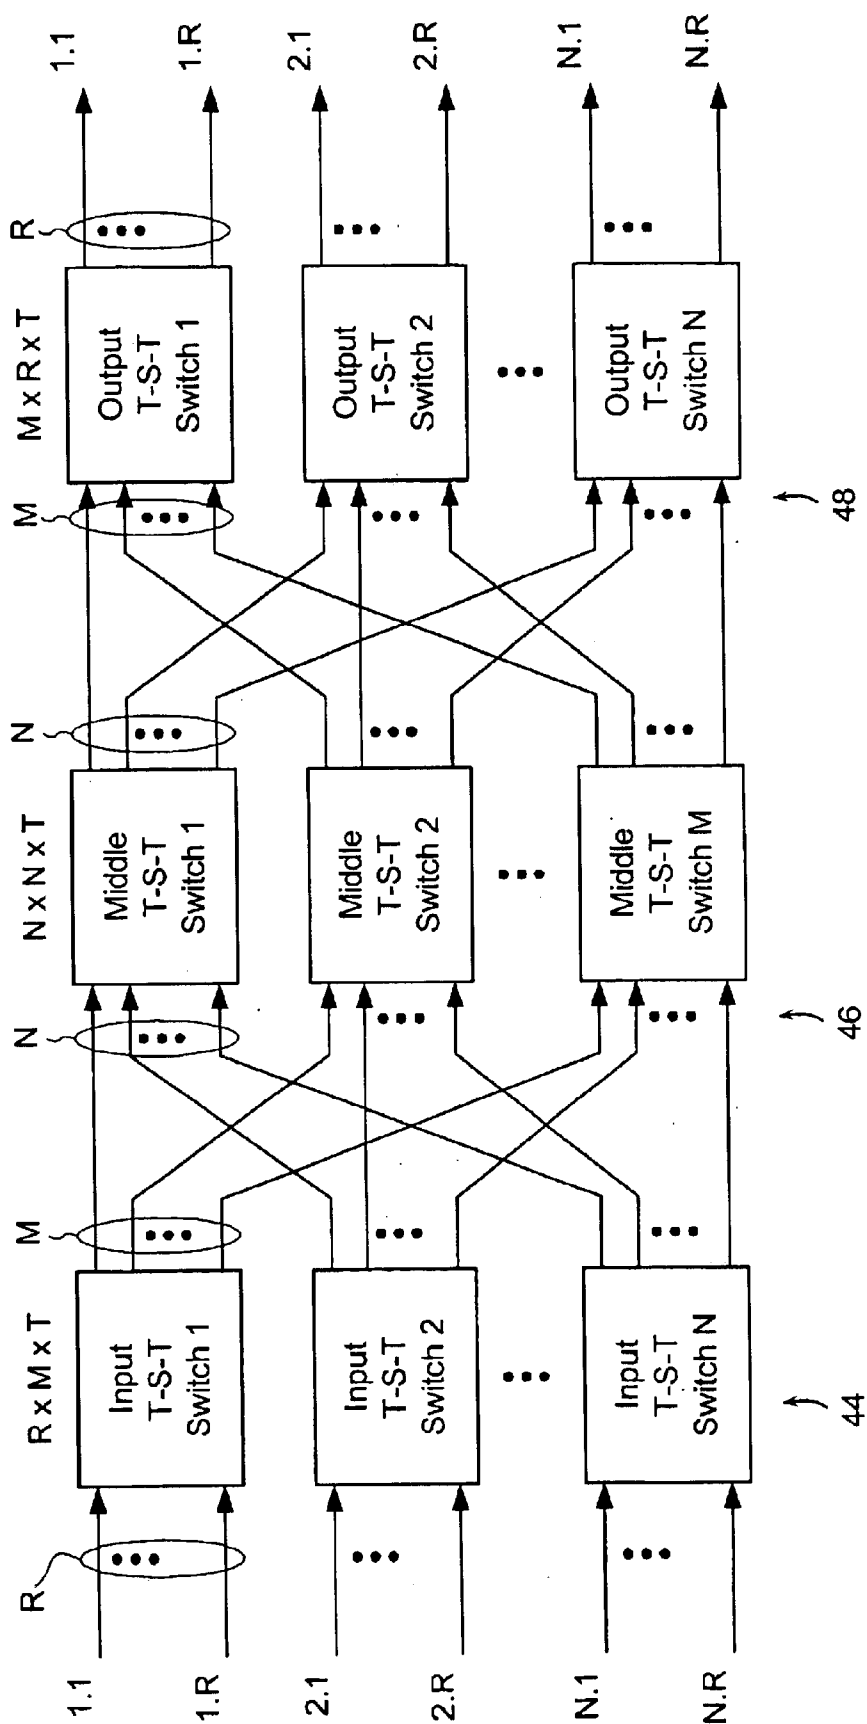 R
R x M x T
M
N
N x N x T
N
M
M x R x T
R
1.1
1.R
Input
T-S-T
Switch 1
Middle
T-S-T
Switch 1
Output
T-S-T
Switch 1
1.1
1.R
2.1
2.R
Input
T-S-T
Switch 2
Middle
T-S-T
Switch 2
Output
T-S-T
Switch 2
2.1
2.R
N.1
N.R
Input
T-S-T
Switch N
Middle
T-S-T
Switch M
Output
T-S-T
Switch N
N.1
N.R
44
46
48